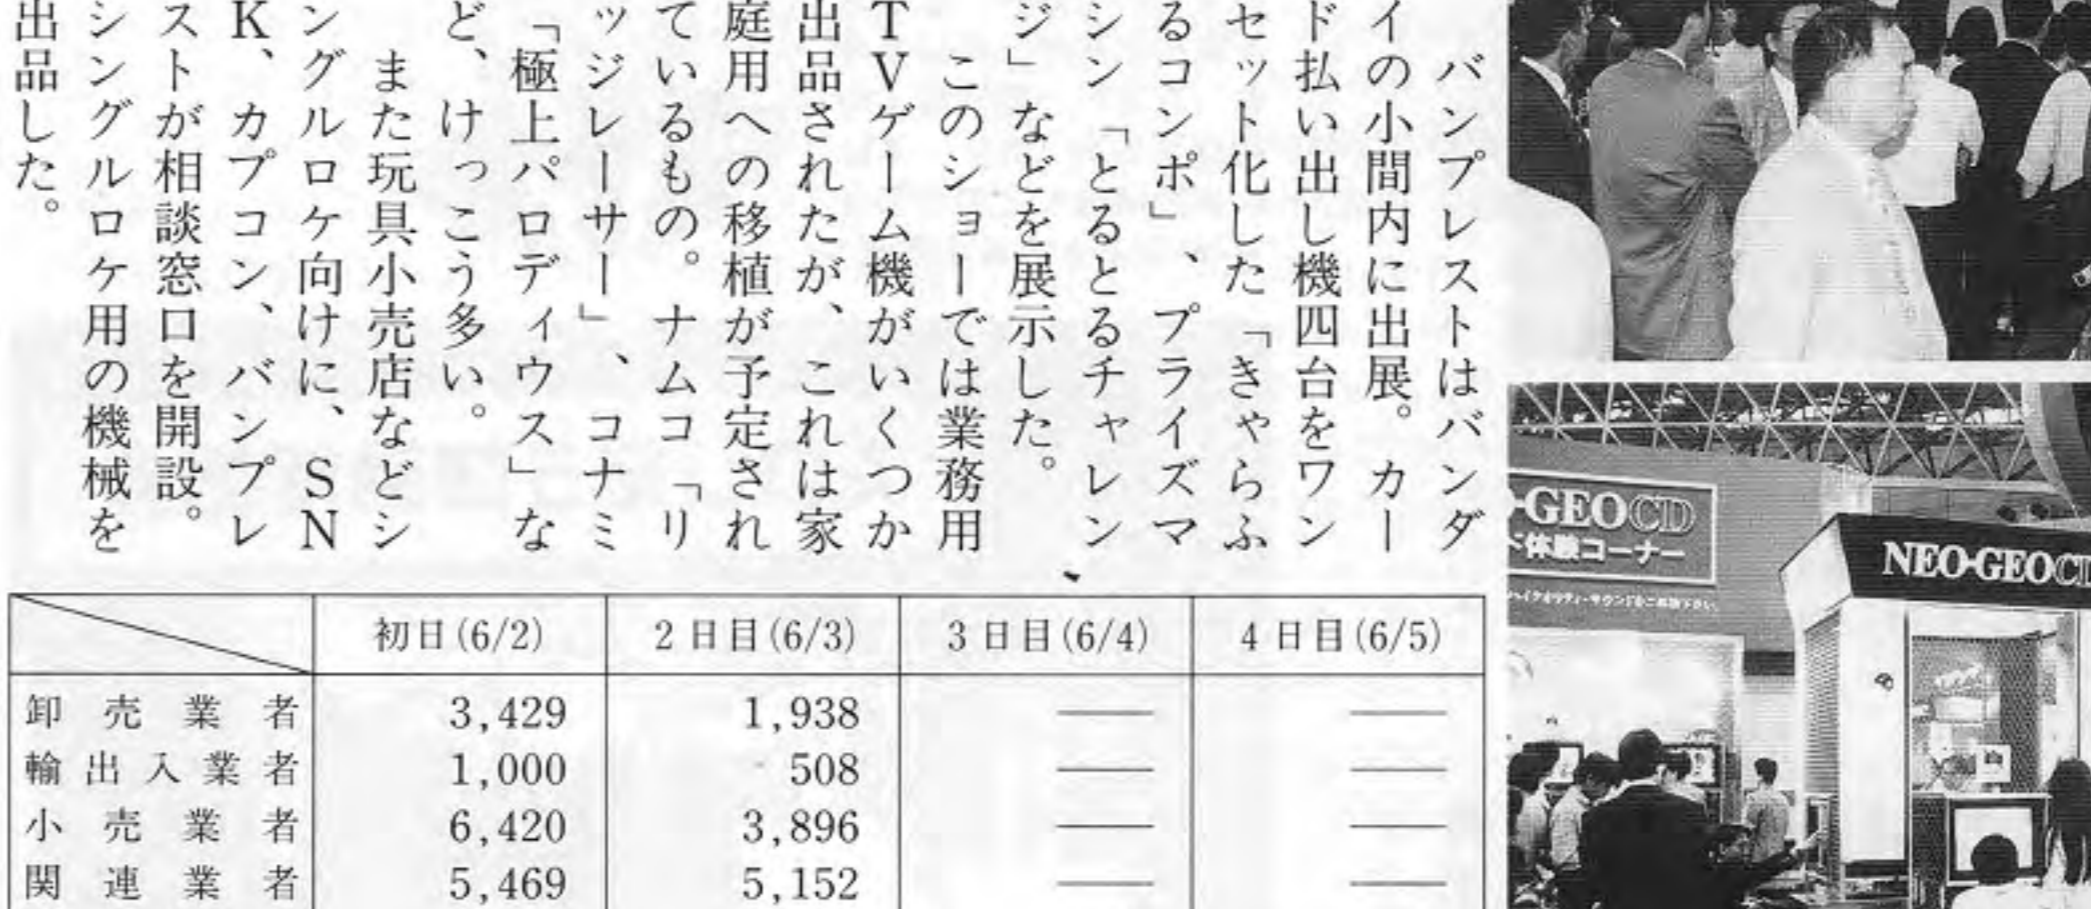 バンプレストはバンダ
イの小間内に出展。カー
ド払い出し機四台をワン
セット化した「きゃらふ
るコンポ」、プライズマ
シン「とるとるチャレン
ジ」などを展示した。
このショーでは業務用
TVゲーム機がいくつか
出品されたが、これは家
庭用への移植が予定され
ているもの。ナムコ「リ
ッジレーサー」、コナミ
「極上パロディウス」な
ど、けっこう多い。
また玩具小売店などシ
ングルロケ向けに、SN
K、カプコン、バンプレ
ストが相談窓口を開設。
シングルロケ用の機械を
出品した。
初日(6/2) 2日目(6/3) 3日目(6/4) 4日目(6/5)
卸売業者 3,429 1,938 —— ——
輸出入業者 1,000 508 —— ——
小売業者 6,420 3,896 —— ——
関連業者 5,469 5,152 —— ——
-GEOCD
体験コーナー
NEO·GEOCD